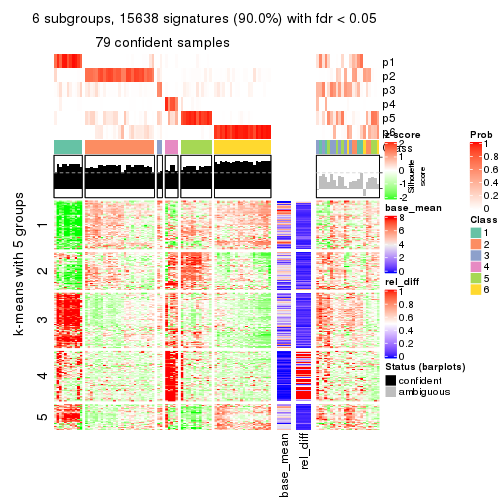 6 subgroups, 15638 signatures (90.0%) with fdr < 0.05
79 confident samples
p1
p2
p3
p4
p5
p6
Class
z-score
2
1
0
-1
-2
Silhouette
score
Prob
1
0.8
0.6
0.4
0.2
0
base_mean
8
6
4
2
0
Class
1
2
3
4
5
6
rel_diff
1
0.8
0.6
0.4
0.2
0
Status (barplots)
confident
ambiguous
k-means with 5 groups
1
2
3
4
5
base_mean
rel_diff